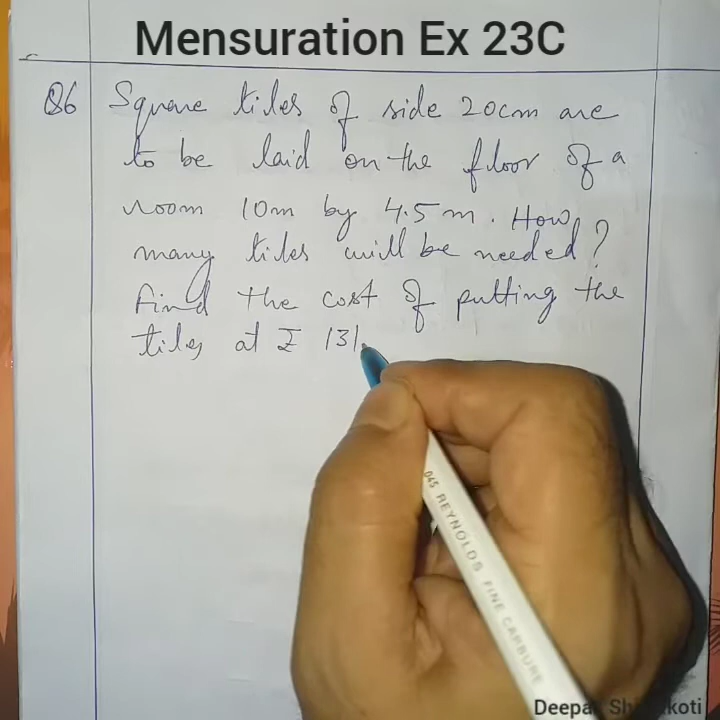 Mensuration Ex 23C
Q6 Square tiles of side 20cm are
to be laid on the floor of a
room 10m by 4.5m. How
many tiles will be needed?
Find the cost of putting the
tiles at ₹ 131
045 REYNOLDS FINE CARBURE